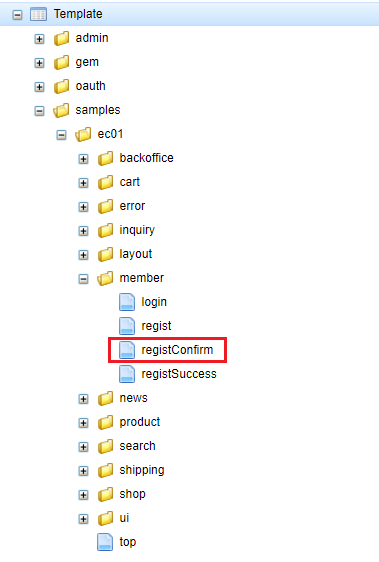 Template
admin
gem
oauth
samples
ec01
backoffice
cart
error
inquiry
layout
member
login
regist
registConfirm
registSuccess
news
product
search
shipping
shop
ui
top